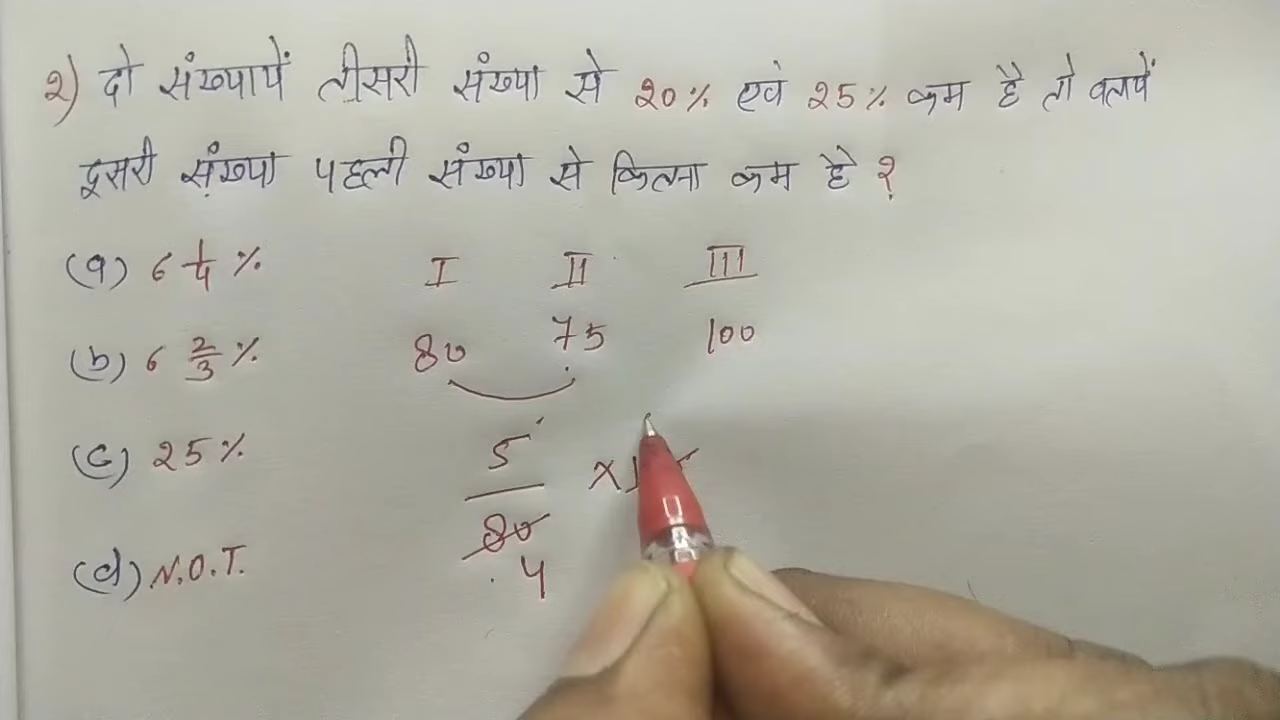 २) दो संख्यायें तीसरी संख्या से 20% एवं 25% कम है तो बतायें
दूसरी संख्या पहली संख्या से कितना कम है ?
(a) 6 1/4 %
(b) 6 2/3 %
(c) 25%
(d) N.O.T.
I II III
80 75 100
5
80
4